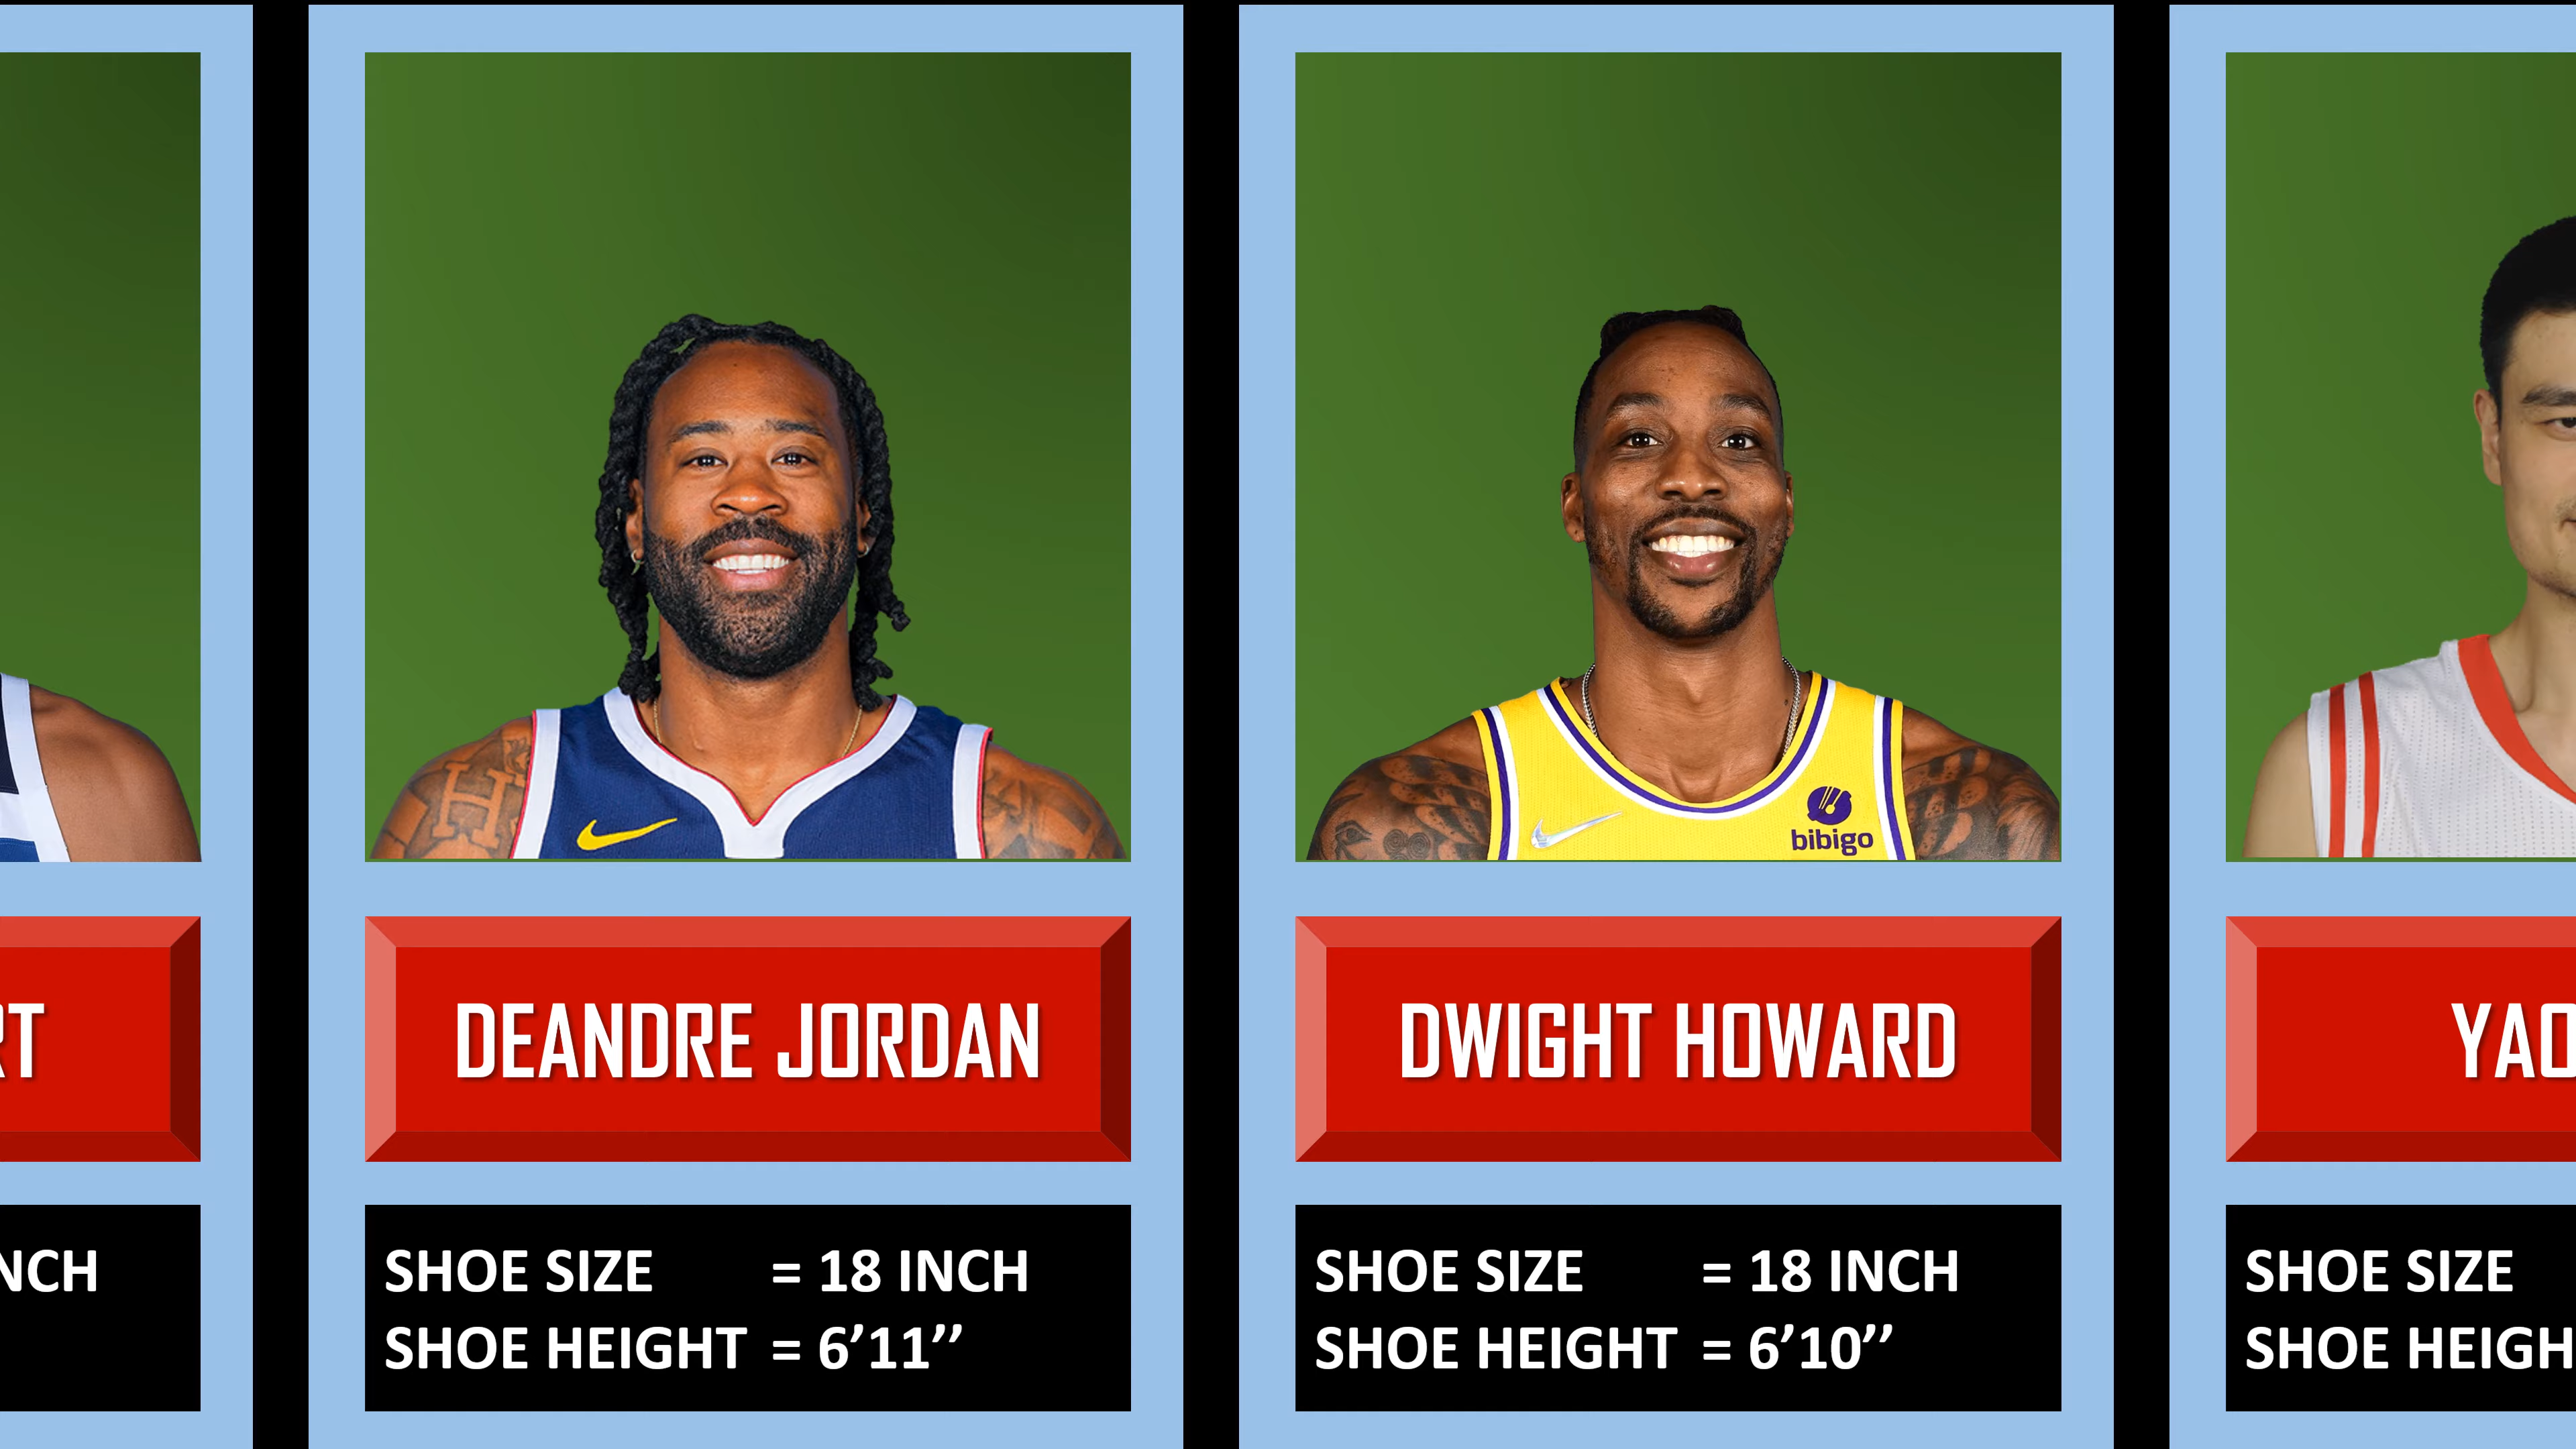 bibigo
RT
DEANDRE JORDAN
DWIGHT HOWARD
YAO
NCH
SHOE SIZE = 18 INCH
SHOE HEIGHT = 6’11’’
SHOE SIZE = 18 INCH
SHOE HEIGHT = 6’10’’
SHOE SIZE
SHOE HEIGH